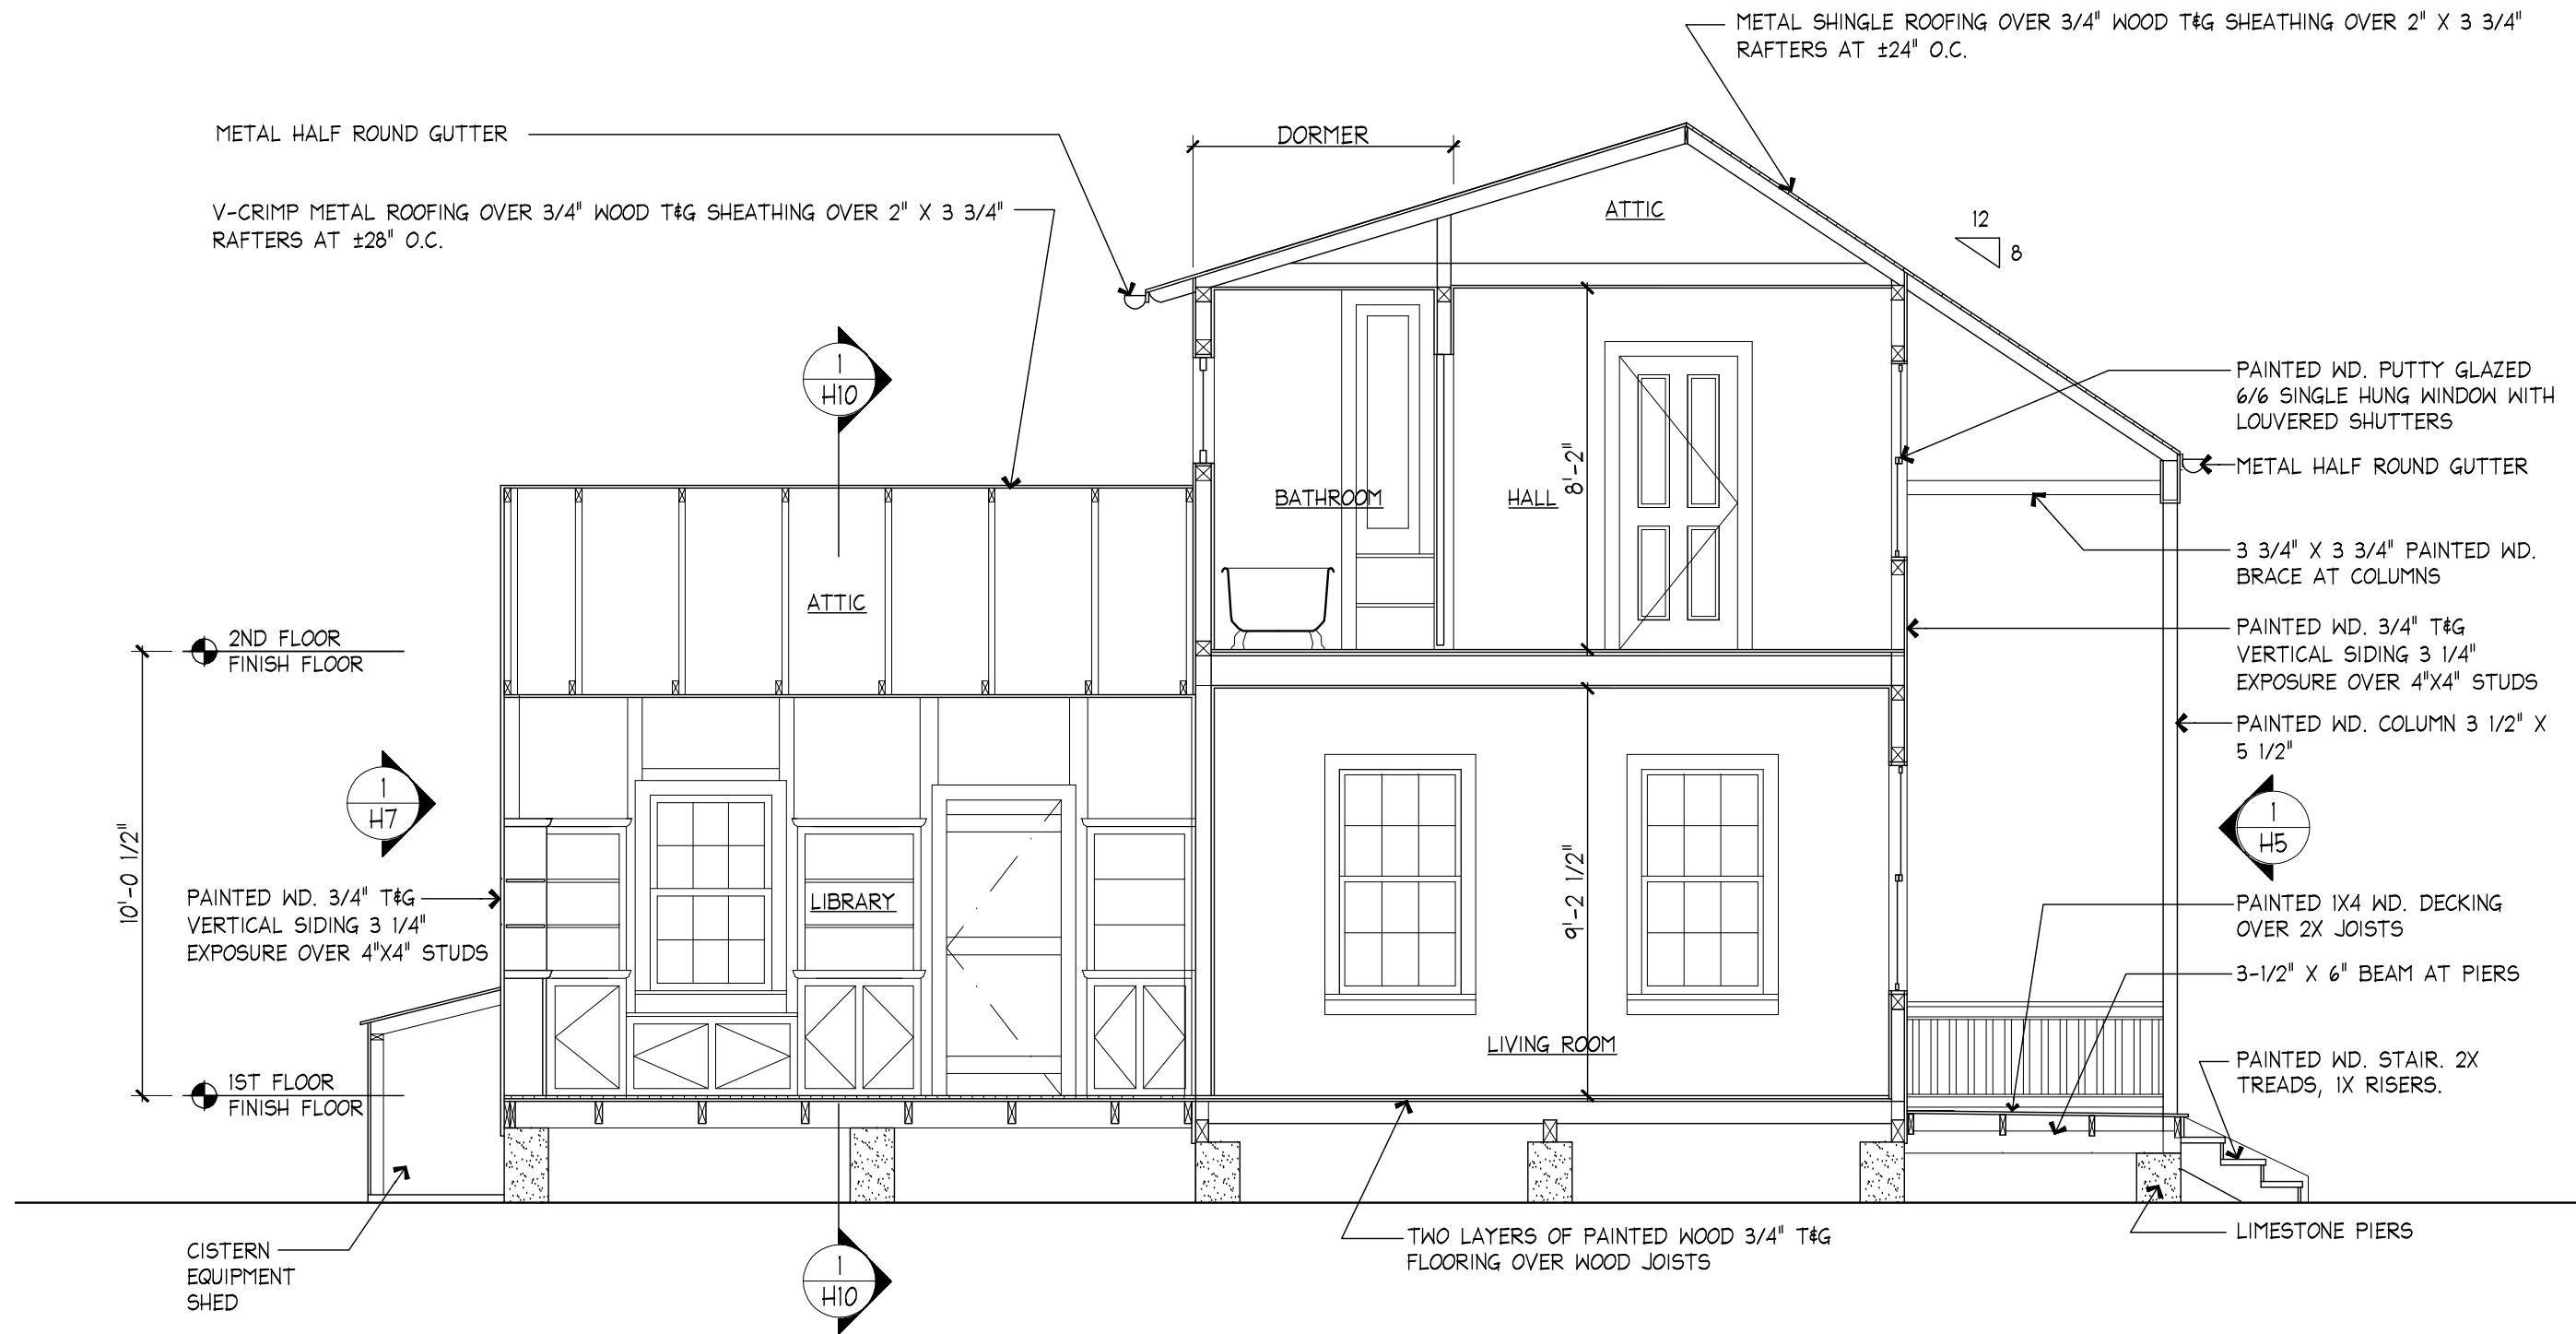 METAL SHINGLE ROOFING OVER 3/4" WOOD T&G SHEATHING OVER 2" X 3 3/4"
RAFTERS AT ±24" O.C.
METAL HALF ROUND GUTTER
DORMER
V-CRIMP METAL ROOFING OVER 3/4" WOOD T&G SHEATHING OVER 2" X 3 3/4"
RAFTERS AT ±28" O.C.
ATTIC
12
8
1
H10
PAINTED WD. PUTTY GLAZED
6/6 SINGLE HUNG WINDOW WITH
LOUVERED SHUTTERS
METAL HALF ROUND GUTTER
8'-2"
BATHROOM
HALL
3 3/4" X 3 3/4" PAINTED WD.
BRACE AT COLUMNS
ATTIC
2ND FLOOR
FINISH FLOOR
PAINTED WD. 3/4" T&G
VERTICAL SIDING 3 1/4"
EXPOSURE OVER 4"X4" STUDS
PAINTED WD. COLUMN 3 1/2" X
5 1/2"
1
H7
1
H5
10'-0 1/2"
9'-2 1/2"
PAINTED WD. 3/4" T&G
VERTICAL SIDING 3 1/4"
EXPOSURE OVER 4"X4" STUDS
LIBRARY
PAINTED 1X4 WD. DECKING
OVER 2X JOISTS
3-1/2" X 6" BEAM AT PIERS
LIVING ROOM
PAINTED WD. STAIR. 2X
TREADS, 1X RISERS.
1ST FLOOR
FINISH FLOOR
CISTERN
EQUIPMENT
SHED
1
H10
TWO LAYERS OF PAINTED WOOD 3/4" T&G
FLOORING OVER WOOD JOISTS
LIMESTONE PIERS